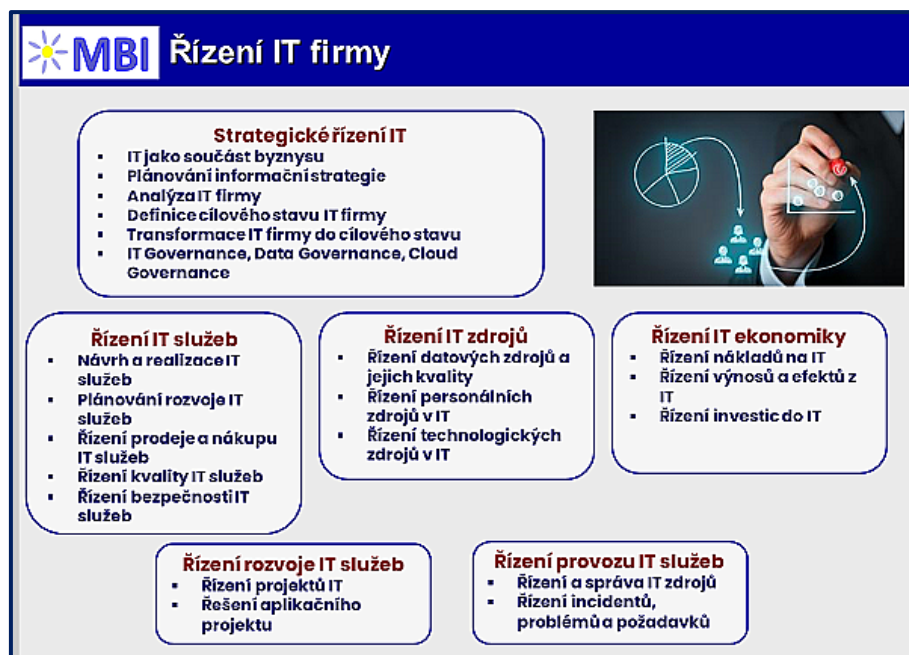 MBI Řízení IT firmy
Strategické řízení IT
▪ IT jako součást byznysu
▪ Plánování informační strategie
▪ Analýza IT firmy
▪ Definice cílového stavu IT firmy
▪ Transformace IT firmy do cílového stavu
▪ IT Governance, Data Governance, Cloud
Governance
Řízení IT služeb
▪ Návrh a realizace IT
služeb
▪ Plánování rozvoje IT
služeb
▪ Řízení prodeje a nákupu
IT služeb
▪ Řízení kvality IT služeb
▪ Řízení bezpečnosti IT
služeb
Řízení IT zdrojů
▪ Řízení datových zdrojů a
jejich kvality
▪ Řízení personálních
zdrojů v IT
▪ Řízení technologických
zdrojů v IT
Řízení IT ekonomiky
▪ Řízení nákladů na IT
▪ Řízení výnosů a efektů z
IT
▪ Řízení investic do IT
Řízení rozvoje IT služeb
▪ Řízení projektů IT
▪ Řešení aplikačního
projektu
Řízení provozu IT služeb
▪ Řízení a správa IT zdrojů
▪ Řízení incidentů,
problémů a požadavků